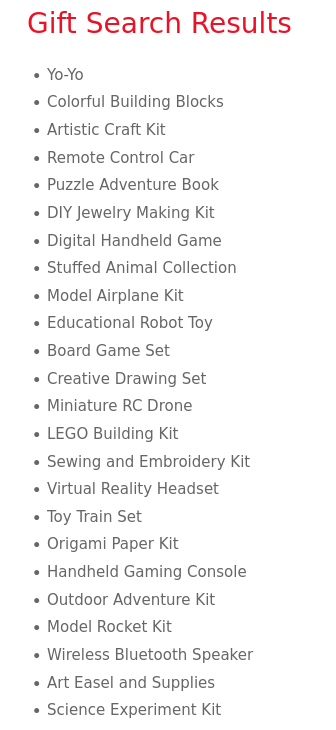 Gift Search Results
• Yo-Yo
• Colorful Building Blocks
• Artistic Craft Kit
• Remote Control Car
• Puzzle Adventure Book
• DIY Jewelry Making Kit
• Digital Handheld Game
• Stuffed Animal Collection
• Model Airplane Kit
• Educational Robot Toy
• Board Game Set
• Creative Drawing Set
• Miniature RC Drone
• LEGO Building Kit
• Sewing and Embroidery Kit
• Virtual Reality Headset
• Toy Train Set
• Origami Paper Kit
• Handheld Gaming Console
• Outdoor Adventure Kit
• Model Rocket Kit
• Wireless Bluetooth Speaker
• Art Easel and Supplies
• Science Experiment Kit